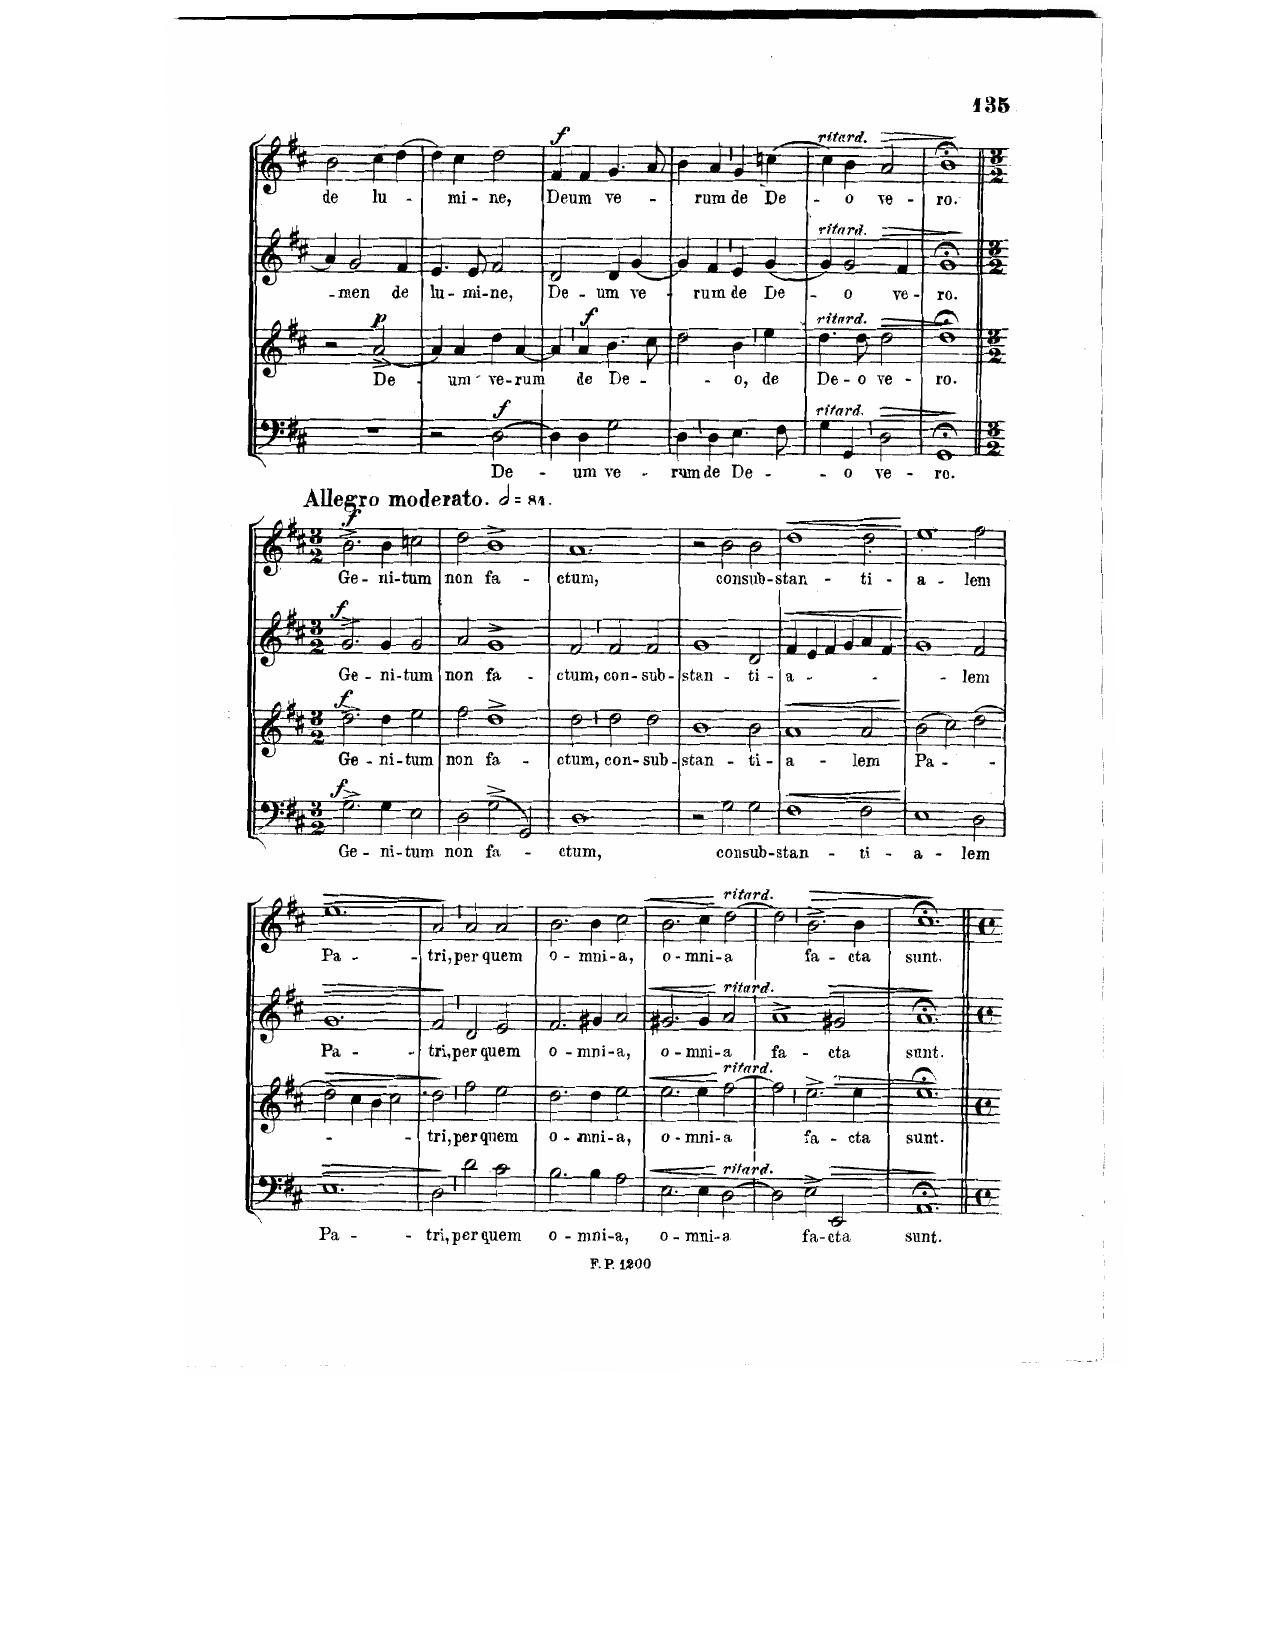 135
f
ritard.
de lu - mi - ne, Deum ve - rum de De - o ve - ro.
ritard.
-men de lu - mi - ne, De - um ve - rum de De - o ve - ro.
p f ritard.
De - um ve - rum de De - o, de De - o ve - ro.
f ritard.
De - um ve - rum de De - o ve - ro.
Allegro moderato. = 84.
f
Ge - ni - tum non fa - ctum, consub - stan - ti - a - lem
f
Ge - ni - tum non fa - ctum, con - sub - stan - ti - a - lem
f
Ge - ni - tum non fa - ctum, con - sub - stan - ti - a - lem Pa -
f
Ge - ni - tum non fa - ctum, consub - stan - ti - a - lem
ritard.
Pa - tri, per quem o - mni - a, o - mni - a fa - cta sunt.
ritard.
Pa - tri, per quem o - mni - a, o - mni - a fa - cta sunt.
ritard.
- tri, per quem o - mni - a, o - mni - a fa - cta sunt.
ritard.
Pa - tri, per quem o - mni - a, o - mni - a fa - cta sunt.
F. P. 1200